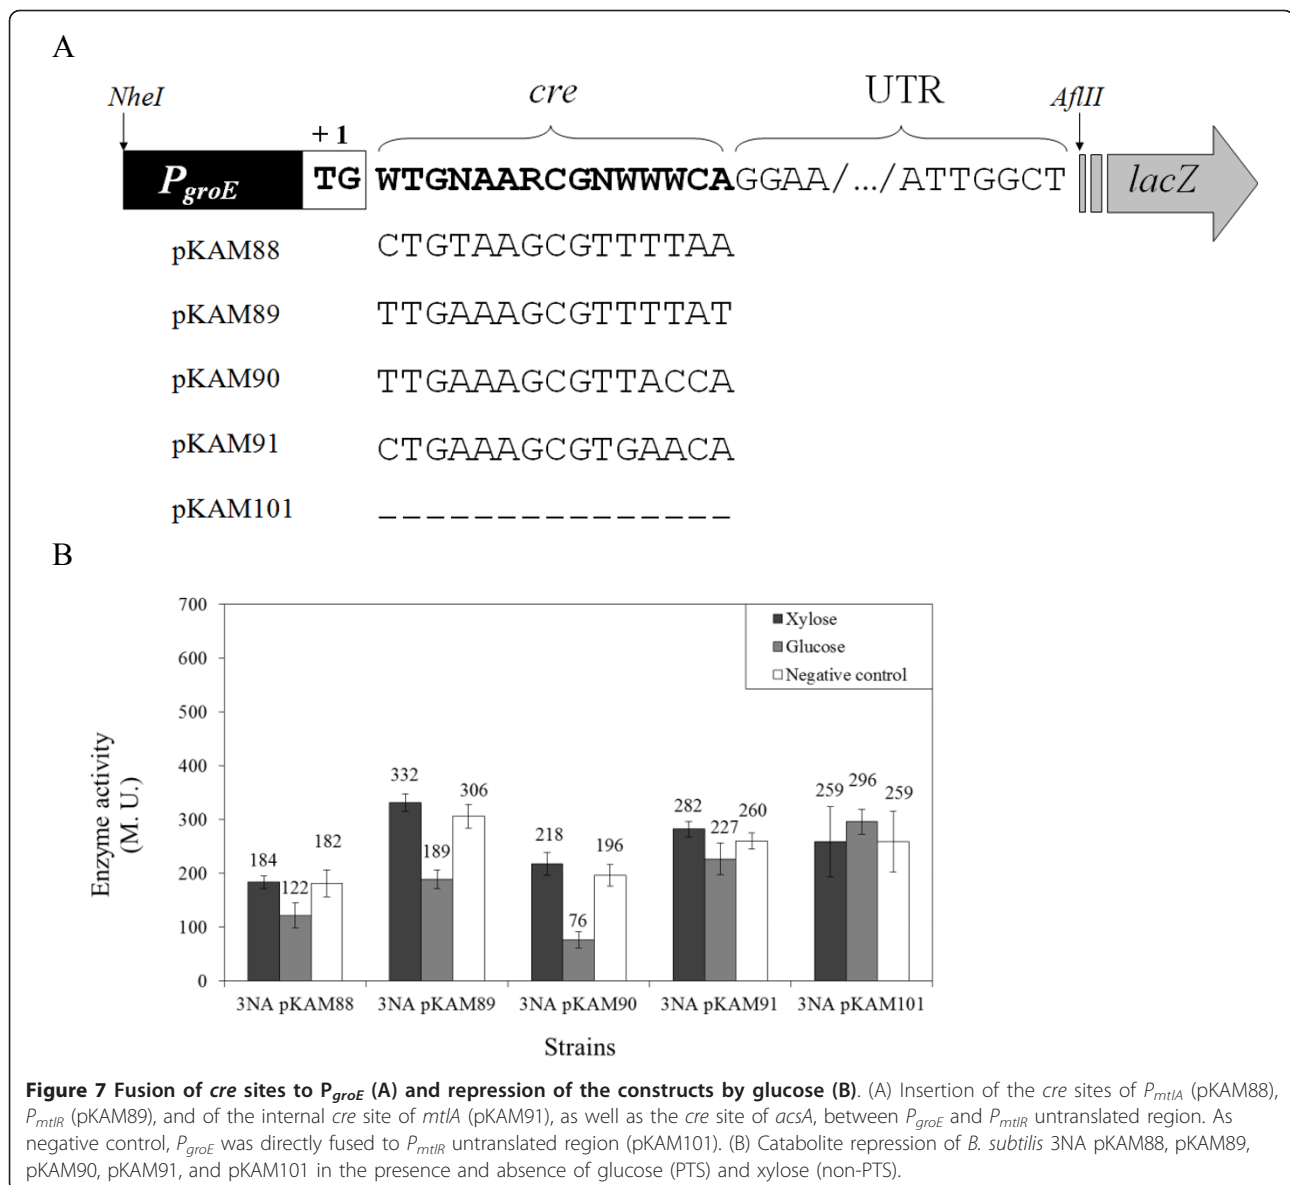 A
NheI
cre
UTR
AflII
+ 1
PgroE TG WTGNAARCGNWWWCAGGAA/.../ATTGGCT lacZ
pKAM88 CTGTAAGCGTTTTAA
pKAM89 TTGAAAGCGTTTTAT
pKAM90 TTGAAAGCGTTACCA
pKAM91 CTGAAAGCGTGAACA
pKAM101 _ _ _ _ _ _ _ _ _ _ _ _ _ _ _
B
Enzyme activity
(M. U.)
700
600
500
400
300
200
100
0
Xylose
Glucose
Negative control
184 122 182
332 189 306
218 76 196
282 227 260
259 296 259
3NA pKAM88 3NA pKAM89 3NA pKAM90 3NA pKAM91 3NA pKAM101
Strains
Figure 7 Fusion of cre sites to PgroE (A) and repression of the constructs by glucose (B). (A) Insertion of the cre sites of PmtlA (pKAM88),
PmtlR (pKAM89), and of the internal cre site of mtlA (pKAM91), as well as the cre site of acsA, between PgroE and PmtlR untranslated region. As
negative control, PgroE was directly fused to PmtlR untranslated region (pKAM101). (B) Catabolite repression of B. subtilis 3NA pKAM88, pKAM89,
pKAM90, pKAM91, and pKAM101 in the presence and absence of glucose (PTS) and xylose (non-PTS).